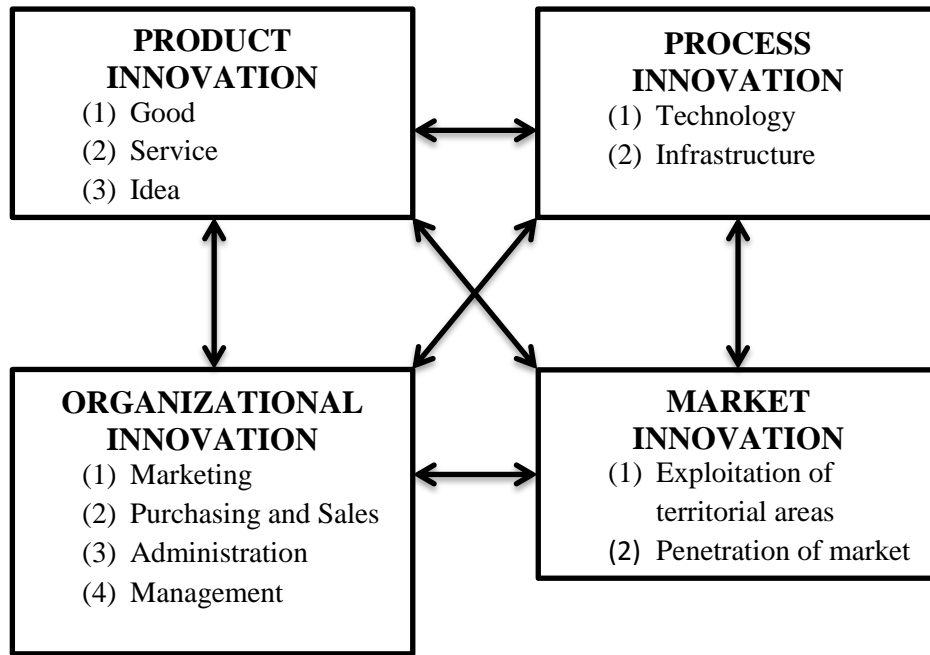 PRODUCT
INNOVATION
(1) Good
(2) Service
(3) Idea
PROCESS
INNOVATION
(1) Technology
(2) Infrastructure
ORGANIZATIONAL
INNOVATION
(1) Marketing
(2) Purchasing and Sales
(3) Administration
(4) Management
MARKET
INNOVATION
(1) Exploitation of
territorial areas
(2) Penetration of market